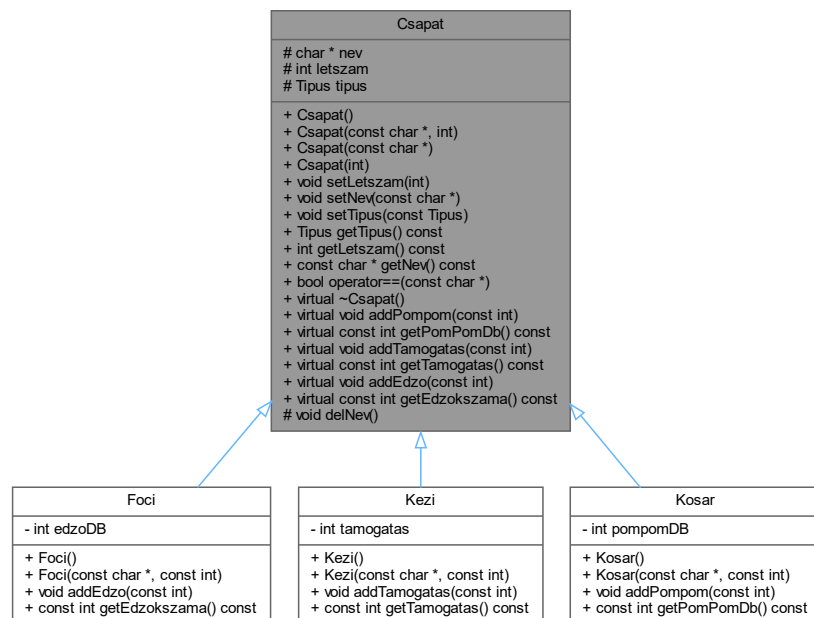 Csapat
# char * nev
# int letszam
# Tipus tipus
+ Csapat()
+ Csapat(const char *, int)
+ Csapat(const char *)
+ Csapat(int)
+ void setLetszam(int)
+ void setNev(const char *)
+ void setTipus(const Tipus)
+ Tipus getTipus() const
+ int getLetszam() const
+ const char * getNev() const
+ bool operator==(const char *)
+ virtual ~Csapat()
+ virtual void addPompom(const int)
+ virtual const int getPomPomDb() const
+ virtual void addTamogatas(const int)
+ virtual const int getTamogatas() const
+ virtual void addEdzo(const int)
+ virtual const int getEdzokszama() const
# void delNev()
Foci
- int edzoDB
+ Foci()
+ Foci(const char *, const int)
+ void addEdzo(const int)
+ const int getEdzokszama() const
Kezi
- int tamogatas
+ Kezi()
+ Kezi(const char *, const int)
+ void addTamogatas(const int)
+ const int getTamogatas() const
Kosar
- int pompomDB
+ Kosar()
+ Kosar(const char *, const int)
+ void addPompom(const int)
+ const int getPomPomDb() const